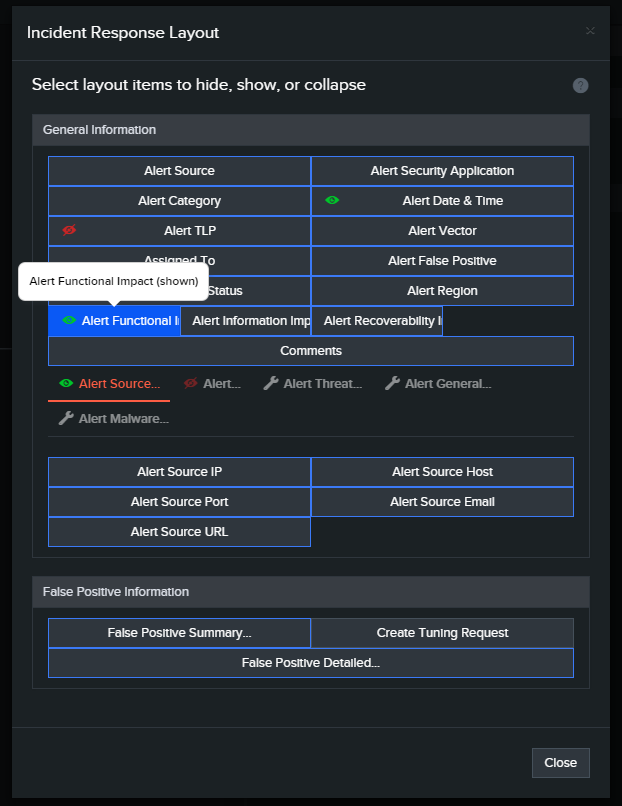 Incident Response Layout
Select layout items to hide, show, or collapse
?
General Information
Alert Source
Alert Security Application
Alert Category
Alert Date & Time
Alert TLP
Alert Vector
Assigned To
Alert False Positive
Alert Functional Impact (shown)
Status
Alert Region
Alert Functional I
Alert Information Imp
Alert Recoverability I
Comments
Alert Source...
Alert...
Alert Threat...
Alert General...
Alert Malware...
Alert Source IP
Alert Source Host
Alert Source Port
Alert Source Email
Alert Source URL
False Positive Information
False Positive Summary...
Create Tuning Request
False Positive Detailed...
Close